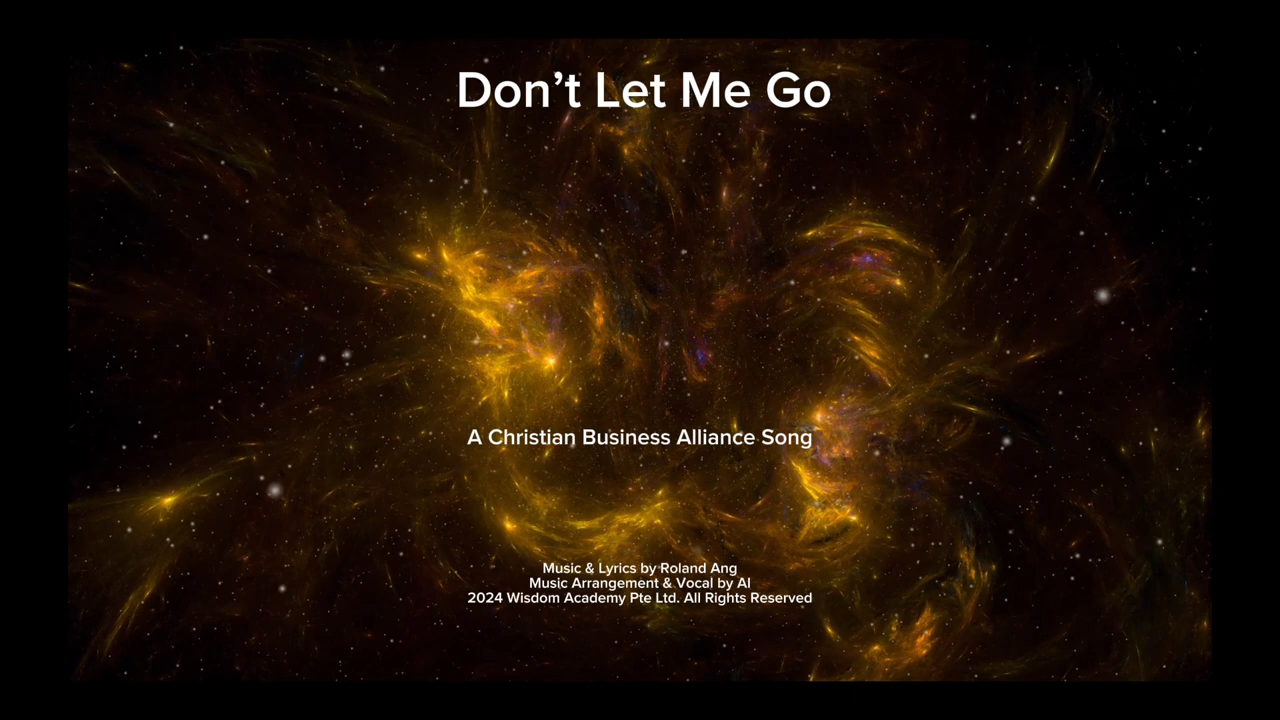 Don’t Let Me Go
A Christian Business Alliance Song
Music & Lyrics by Roland Ang
Music Arrangement & Vocal by AI
2024 Wisdom Academy Pte Ltd. All Rights Reserved